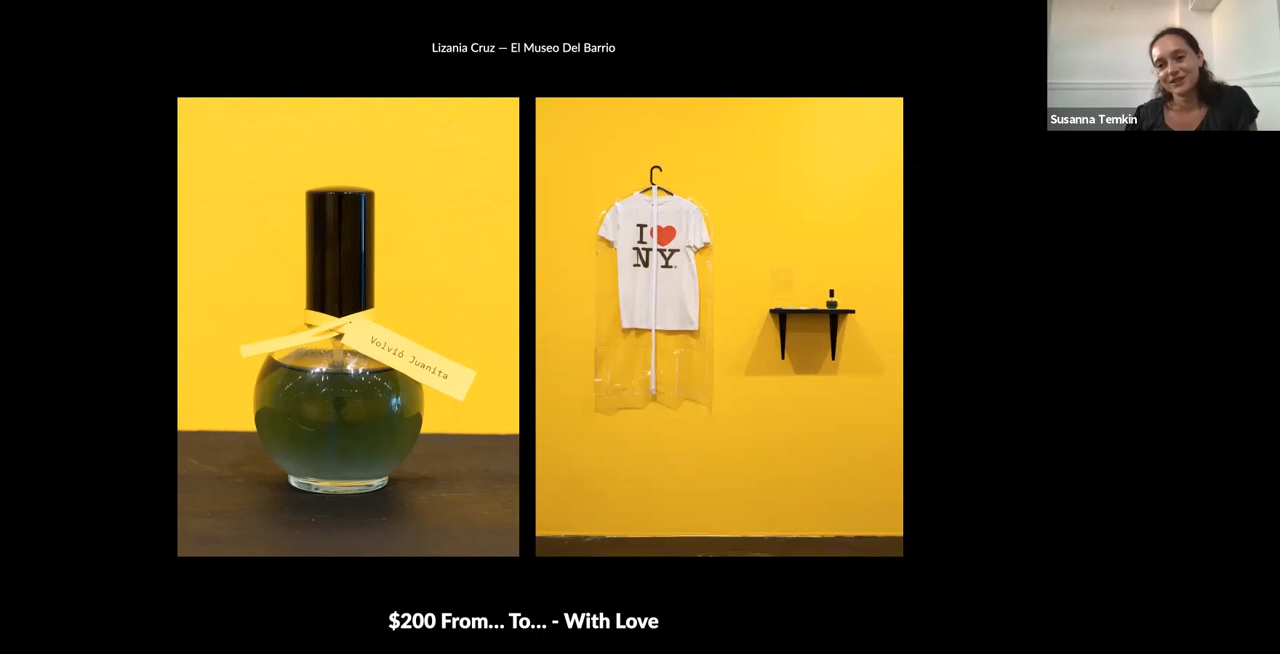 Lizania Cruz — El Museo Del Barrio
Susanna Temkin
Volvió Juanita
I ❤
NY
$200 From... To... - With Love